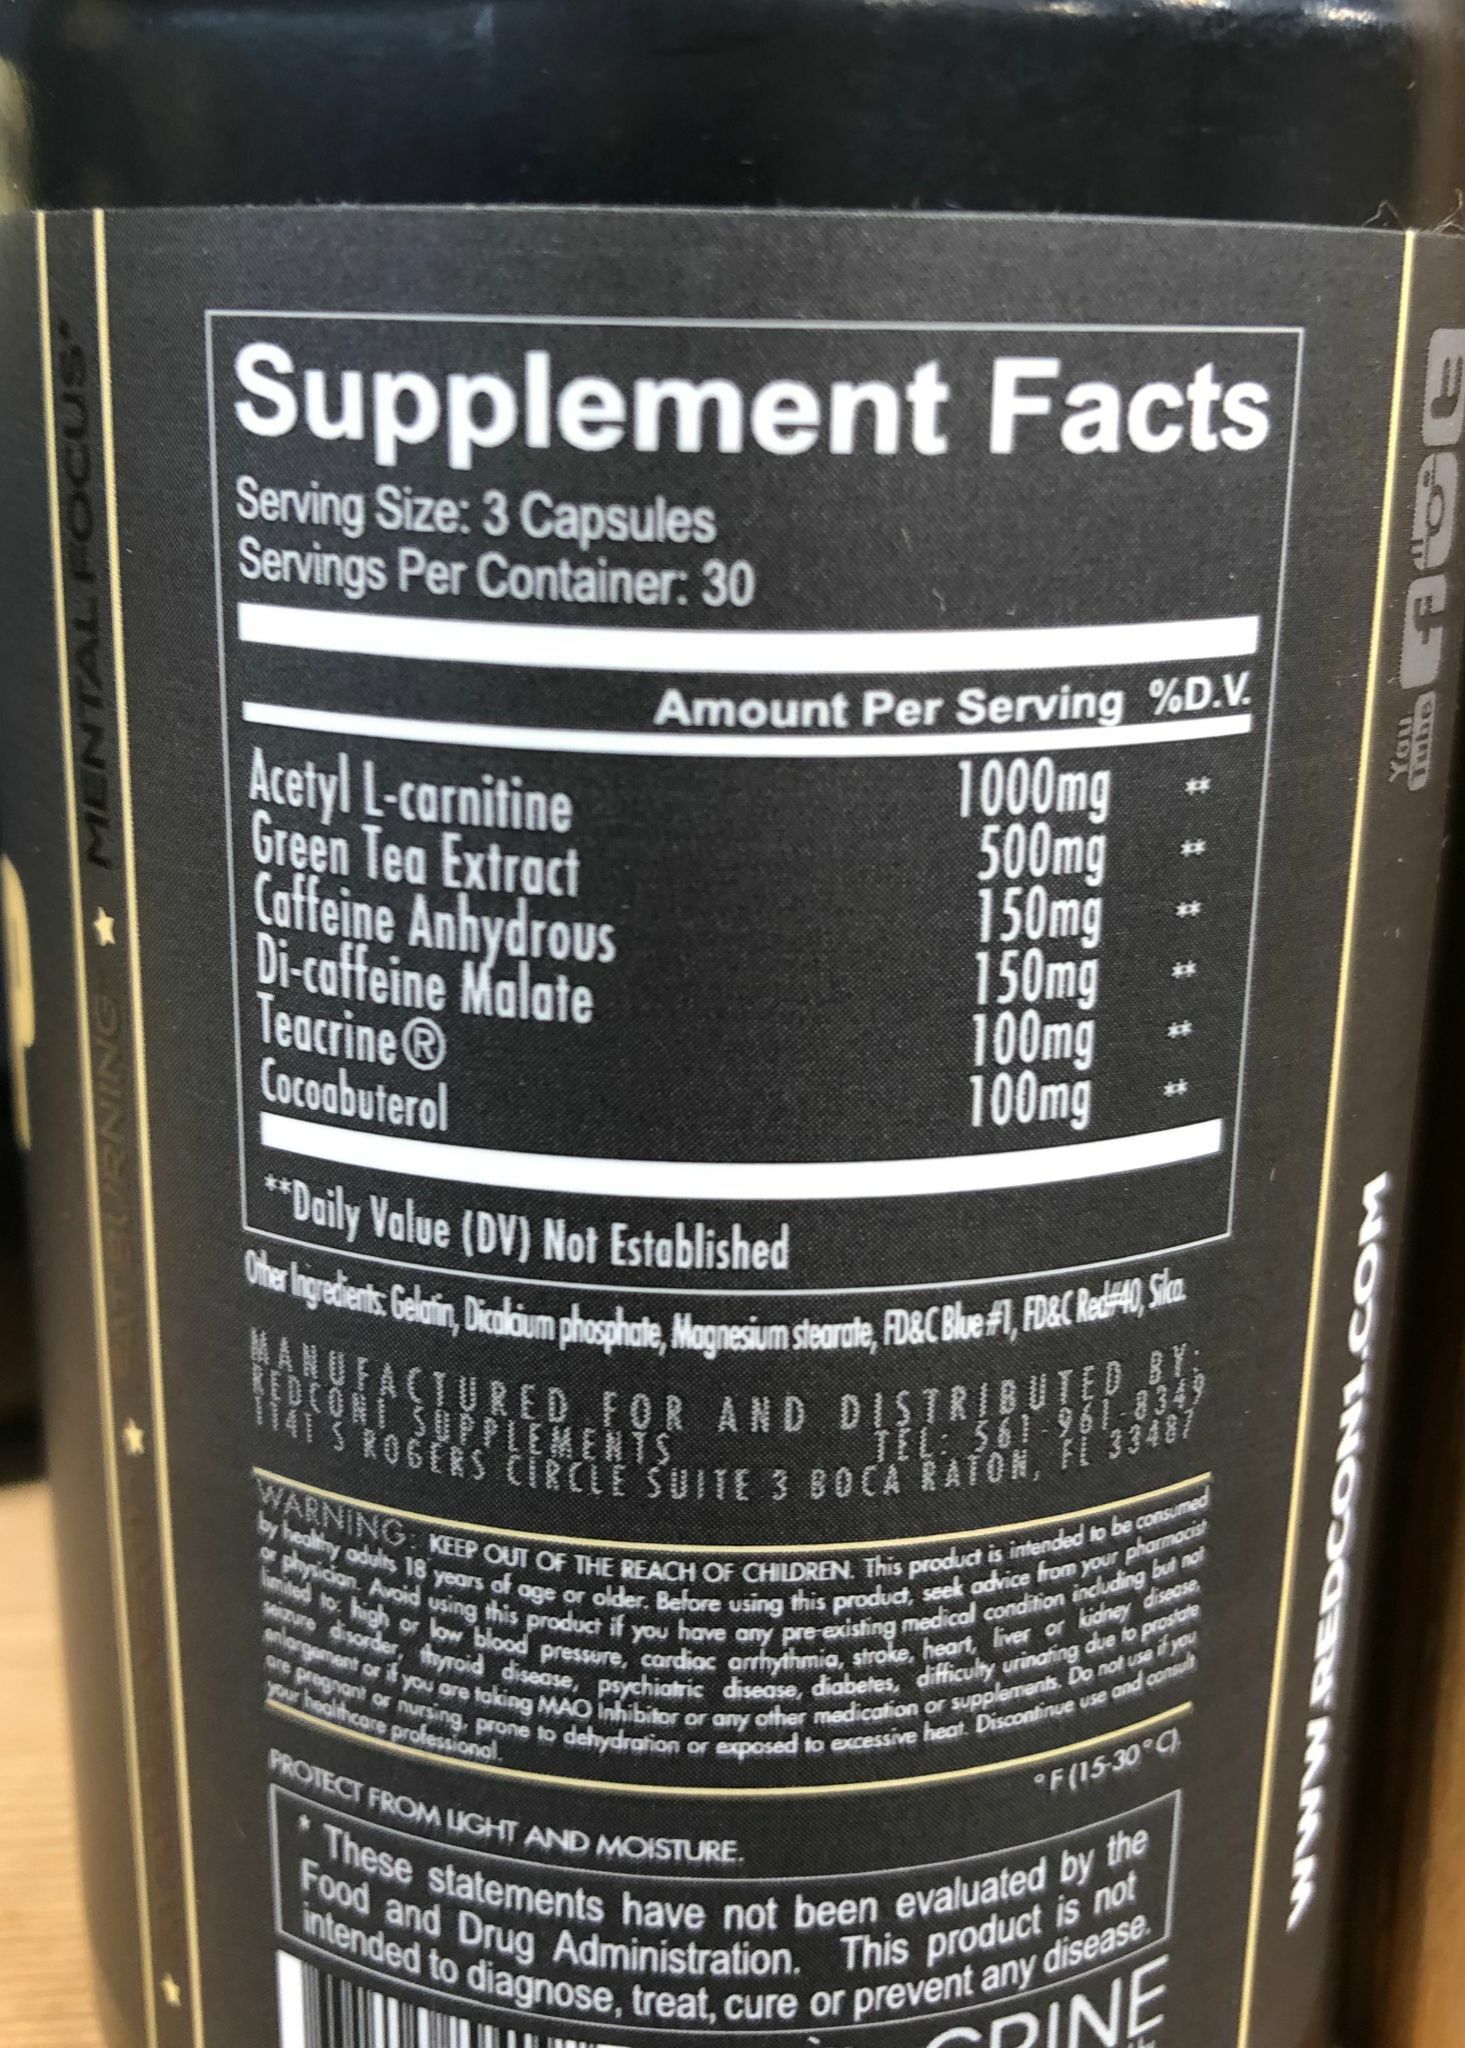 Supplement Facts
Serving Size: 3 Capsules
Servings Per Container: 30
Amount Per Serving %D.V.
Acetyl L-carnitine 1000mg **
Green Tea Extract 500mg **
Caffeine Anhydrous 150mg **
Di-caffeine Malate 150mg **
Teacrine® 100mg **
Cocoabuterol 100mg **
**Daily Value (DV) Not Established
Other Ingredients: Gelatin, Dicalcium phosphate, Magnesium stearate, FD&C Blue #1, FD&C Red#40, Silca.
MANUFACTURED FOR AND DISTRIBUTED BY:
REDCON1 SUPPLEMENTS TEL: 561-961-8349
1141 S ROGERS CIRCLE SUITE 3 BOCA RATON, FL 33487
WARNING: KEEP OUT OF THE REACH OF CHILDREN. This product is intended to be consumed
by healthy adults, 18 years of age or older. Before using this product, seek advice from your pharmacist
or physician. Avoid using this product if you have any pre-existing medical condition including but not
limited to: high or low blood pressure, cardiac arrhythmia, stroke, heart, liver or kidney disease,
seizure disorder, thyroid disease, psychiatric disease, diabetes, difficulty urinating due to prostate
enlargement or if you are taking MAO Inhibitor or any other medication or supplements. Do not use if you
are pregnant or nursing, prone to dehydration or exposed to excessive heat. Discontinue use and consult
your healthcare professional.
°F (15-30°C).
PROTECT FROM LIGHT AND MOISTURE.
* These statements have not been evaluated by the
Food and Drug Administration. This product is not
intended to diagnose, treat, cure or prevent any disease.
CRINE
MENTAL FOCUS*
BURNING
You Tube
WWW.REDCON1.COM